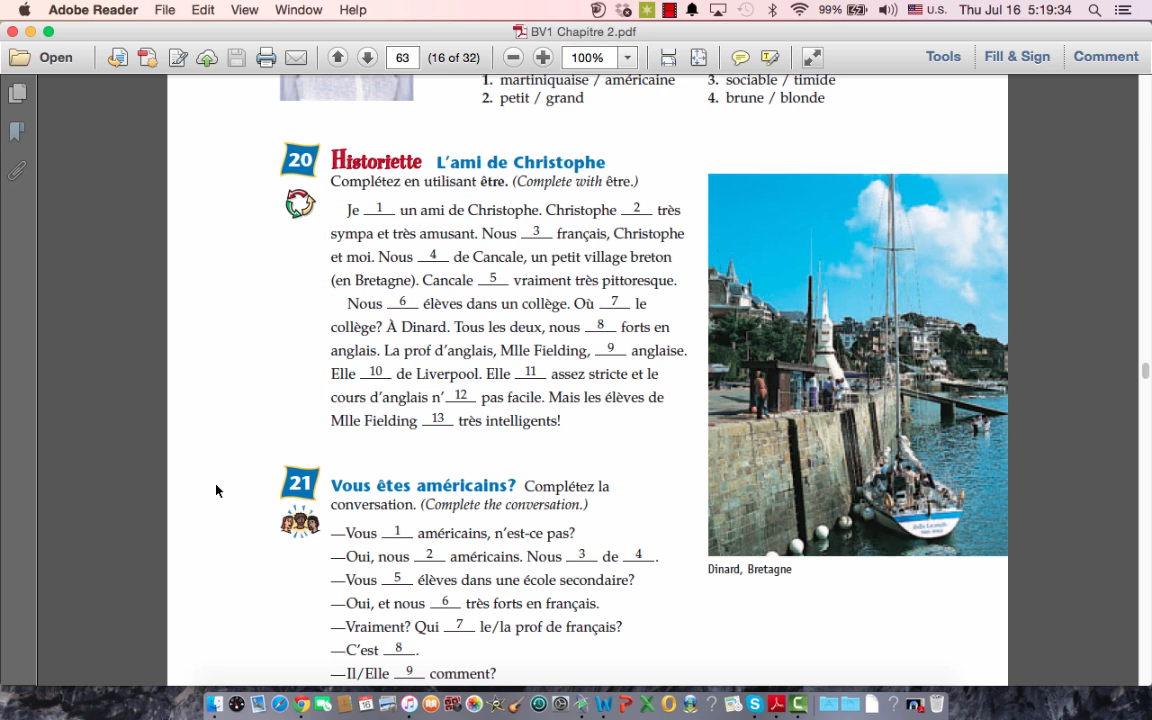 Adobe Reader File Edit View Window Help 99% U.S. Thu Jul 16 5:19:34
BV1 Chapitre 2.pdf
Open 63 (16 of 32) 100% Tools Fill & Sign Comment
1. martiniquaise / américaine 3. sociable / timide
2. petit / grand 4. brune / blonde
20 Historiette L'ami de Christophe
Complétez en utilisant être. (Complete with être.)
Je 1 un ami de Christophe. Christophe 2 très
sympa et très amusant. Nous 3 français, Christophe
et moi. Nous 4 de Cancale, un petit village breton
(en Bretagne). Cancale 5 vraiment très pittoresque.
Nous 6 élèves dans un collège. Où 7 le
collège? À Dinard. Tous les deux, nous 8 forts en
anglais. La prof d'anglais, Mlle Fielding, 9 anglaise.
Elle 10 de Liverpool. Elle 11 assez stricte et le
cours d'anglais n' 12 pas facile. Mais les élèves de
Mlle Fielding 13 très intelligents!
Dinard, Bretagne
21 Vous êtes américains? Complétez la
conversation. (Complete the conversation.)
—Vous 1 américains, n'est-ce pas?
—Oui, nous 2 américains. Nous 3 de 4.
—Vous 5 élèves dans une école secondaire?
—Oui, et nous 6 très forts en français.
—Vraiment? Qui 7 le/la prof de français?
—C'est 8.
—Il/Elle 9 comment?